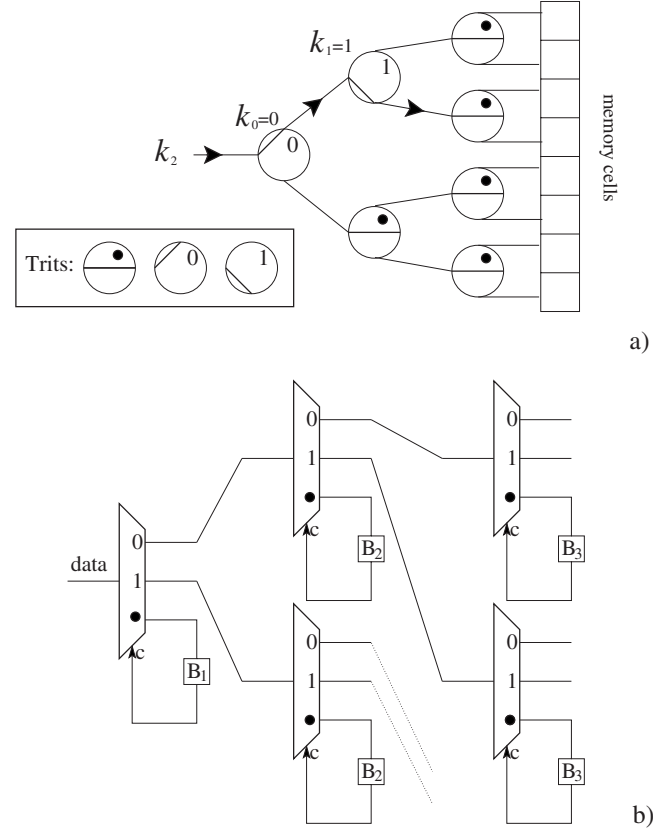 k₁=1
1
k₀=0
0
k₂
memory cells
Trits: 0 1
a)
0
1
c
B₂
0
1
c
B₃
data
0
1
c
B₁
0
1
c
B₂
0
1
c
B₃
b)